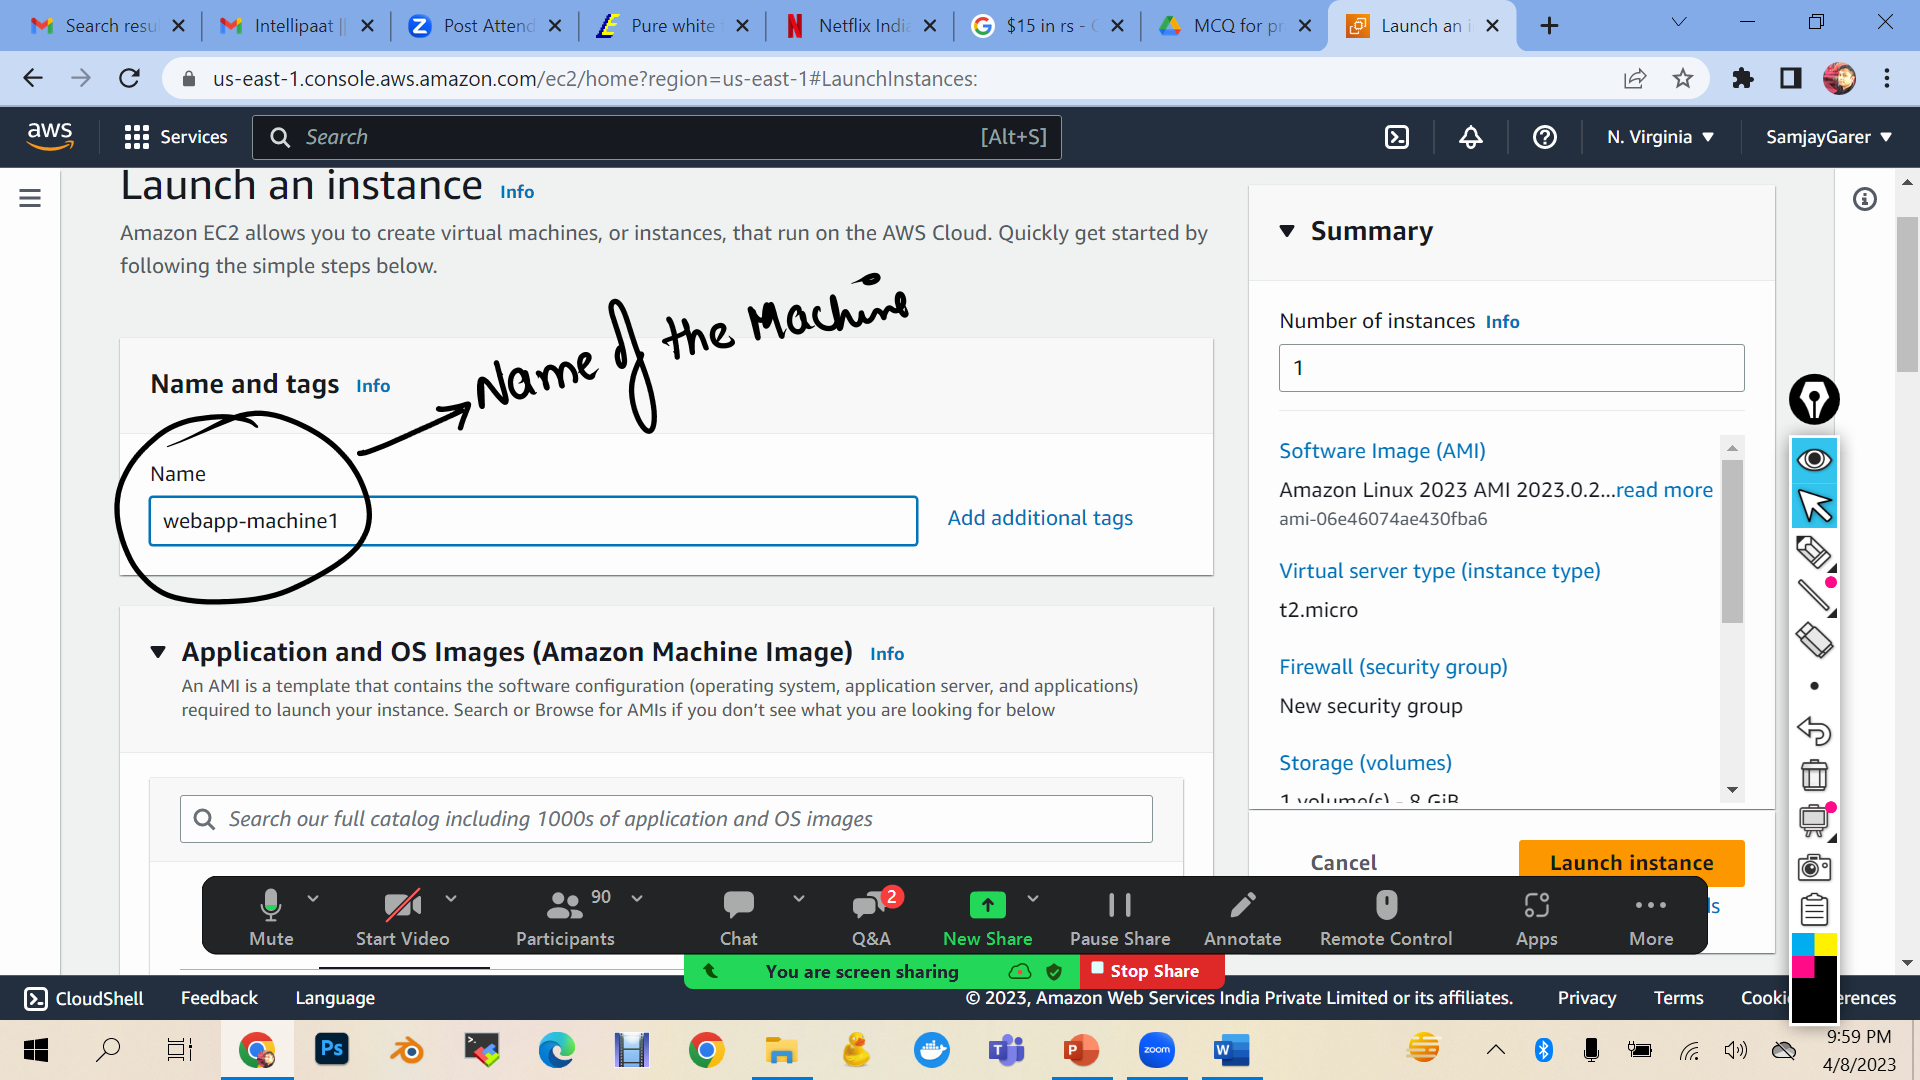 Search resu
Intellipaat ||
Post Attend
Pure white
Netflix India
$15 in rs - G
MCQ for pr
Launch an i
us-east-1.console.aws.amazon.com/ec2/home?region=us-east-1#LaunchInstances:
aws
Services
Search
[Alt+S]
N. Virginia
SamjayGarer
Launch an instance Info
Amazon EC2 allows you to create virtual machines, or instances, that run on the AWS Cloud. Quickly get started by
following the simple steps below.
Name of the Machine
Name and tags Info
Name
webapp-machine1
Add additional tags
Application and OS Images (Amazon Machine Image) Info
An AMI is a template that contains the software configuration (operating system, application server, and applications)
required to launch your instance. Search or Browse for AMIs if you don't see what you are looking for below
Search our full catalog including 1000s of application and OS images
Summary
Number of instances Info
1
Software Image (AMI)
Amazon Linux 2023 AMI 2023.0.2...read more
ami-06e46074ae430fba6
Virtual server type (instance type)
t2.micro
Firewall (security group)
New security group
Storage (volumes)
1 volume(s) - 8 GiB
Cancel
Launch instance
ls
Mute
Start Video
90
Participants
Chat
2
Q&A
New Share
Pause Share
Annotate
Remote Control
Apps
More
You are screen sharing
Stop Share
CloudShell
Feedback
Language
© 2023, Amazon Web Services India Private Limited or its affiliates.
Privacy
Terms
Cooki
erences
Ps
P
zoom
W
9:59 PM
4/8/2023